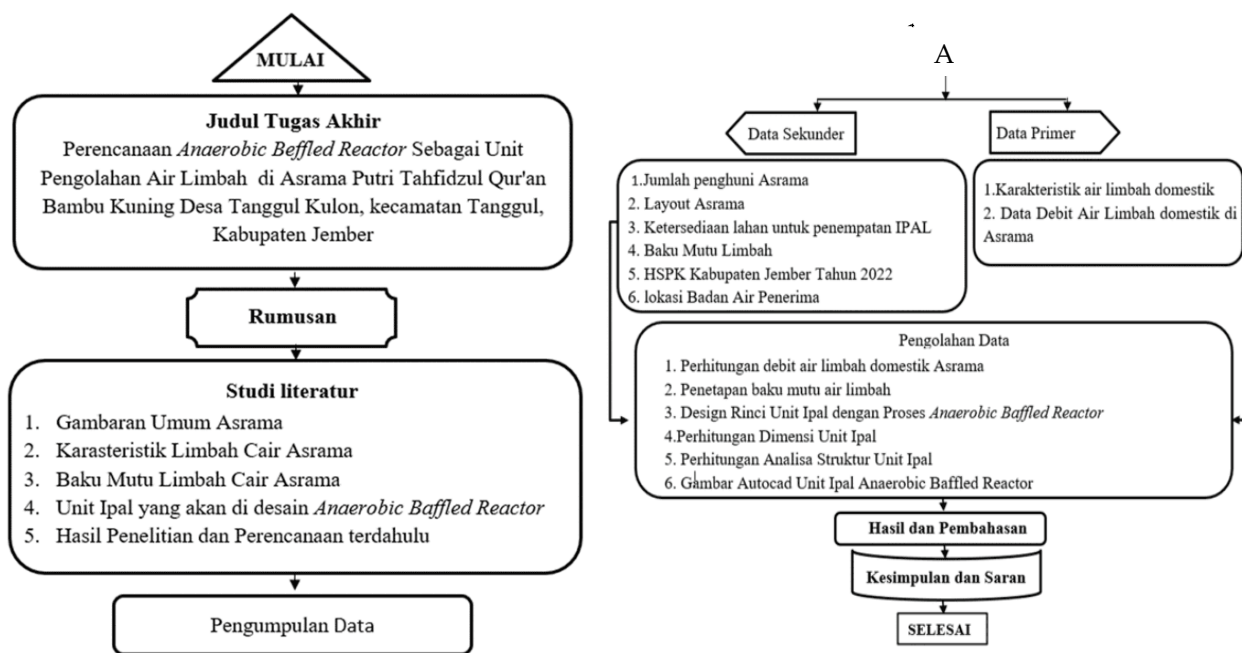 MULAI
Judul Tugas Akhir
Perencanaan Anaerobic Beffled Reactor Sebagai Unit
Pengolahan Air Limbah di Asrama Putri Tahfidzul Qur'an
Bambu Kuning Desa Tanggul Kulon, kecamatan Tanggul,
Kabupaten Jember
Rumusan
Studi literatur
1. Gambaran Umum Asrama
2. Karasteristik Limbah Cair Asrama
3. Baku Mutu Limbah Cair Asrama
4. Unit Ipal yang akan di desain Anaerobic Baffled Reactor
5. Hasil Penelitian dan Perencanaan terdahulu
Pengumpulan Data
A
Data Sekunder
1.Jumlah penghuni Asrama
2. Layout Asrama
3. Ketersediaan lahan untuk penempatan IPAL
4. Baku Mutu Limbah
5. HSPK Kabupaten Jember Tahun 2022
6. lokasi Badan Air Penerima
Data Primer
1.Karakteristik air limbah domestik
2. Data Debit Air Limbah domestik di
Asrama
Pengolahan Data
1. Perhitungan debit air limbah domestik Asrama
2. Penetapan baku mutu air limbah
3. Design Rinci Unit Ipal dengan Proses Anaerobic Baffled Reactor
4.Perhitungan Dimensi Unit Ipal
5. Perhitungan Analisa Struktur Unit Ipal
6. Gambar Autocad Unit Ipal Anaerobic Baffled Reactor
Hasil dan Pembahasan
Kesimpulan dan Saran
SELESAI